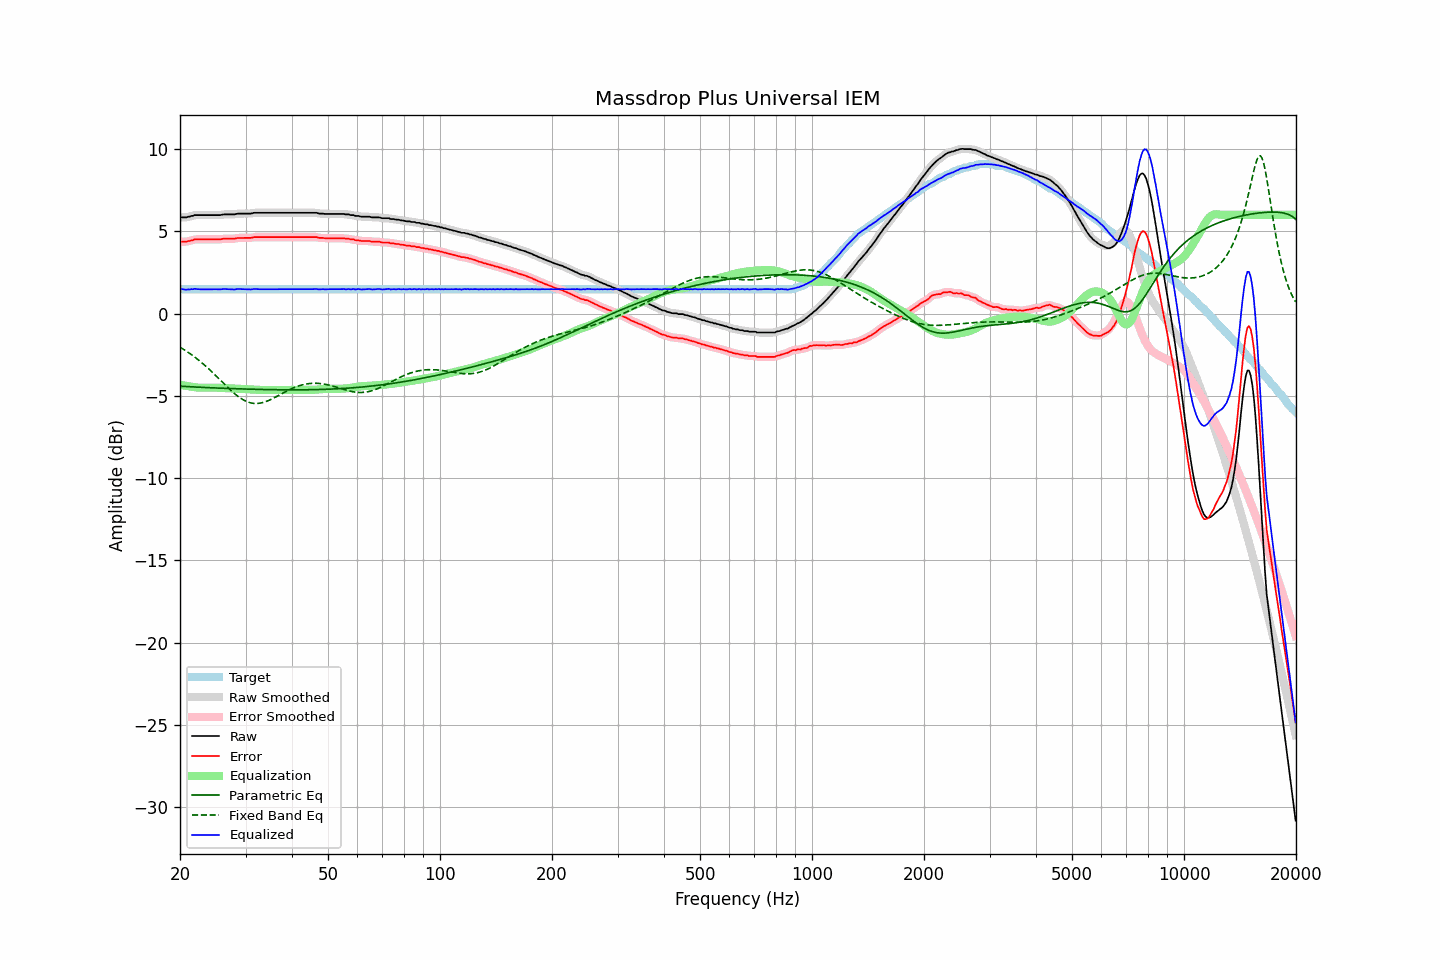 Massdrop Plus Universal IEM
Amplitude (dBr)
10
5
0
−5
−10
−15
−20
−25
−30
Target
Raw Smoothed
Error Smoothed
Raw
Error
Equalization
Parametric Eq
Fixed Band Eq
Equalized
20 50 100 200 500 1000 2000 5000 10000 20000
Frequency (Hz)